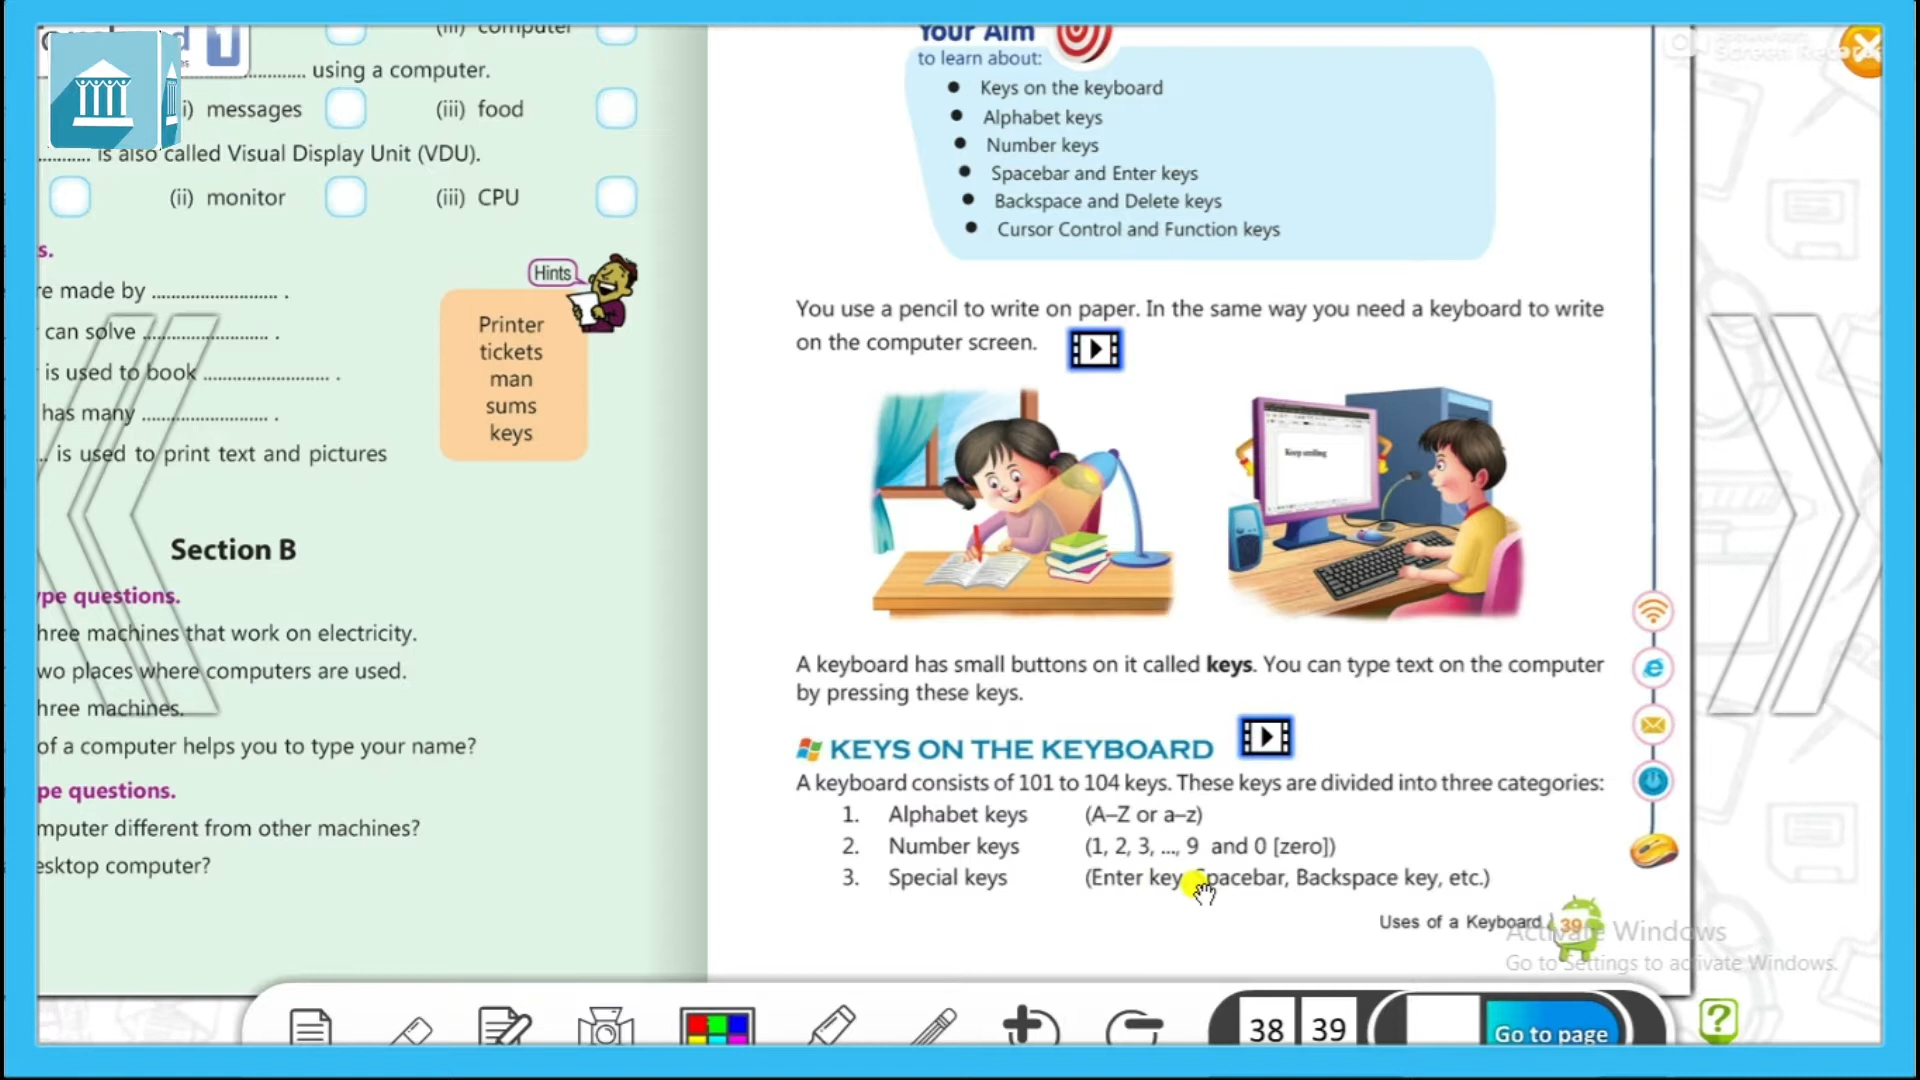 (iii) computer
............ using a computer.
i) messages (iii) food
........... is also called Visual Display Unit (VDU).
(ii) monitor (iii) CPU
s.
re made by .......................... .
can solve .......................... .
is used to book .......................... .
has many .......................... .
.. is used to print text and pictures
Hints
Printer
tickets
man
sums
keys
Section B
ype questions.
hree machines that work on electricity.
wo places where computers are used.
hree machines.
of a computer helps you to type your name?
pe questions.
mputer different from other machines?
esktop computer?
Your Aim
to learn about:
● Keys on the keyboard
● Alphabet keys
● Number keys
● Spacebar and Enter keys
● Backspace and Delete keys
● Cursor Control and Function keys
You use a pencil to write on paper. In the same way you need a keyboard to write
on the computer screen.
Keep smiling
A keyboard has small buttons on it called keys. You can type text on the computer
by pressing these keys.
KEYS ON THE KEYBOARD
A keyboard consists of 101 to 104 keys. These keys are divided into three categories:
1. Alphabet keys (A–Z or a–z)
2. Number keys (1, 2, 3, ..., 9 and 0 [zero])
3. Special keys (Enter key, Spacebar, Backspace key, etc.)
Uses of a Keyboard 39
Activate Windows
Go to Settings to activate Windows.
38 39 Go to page
?